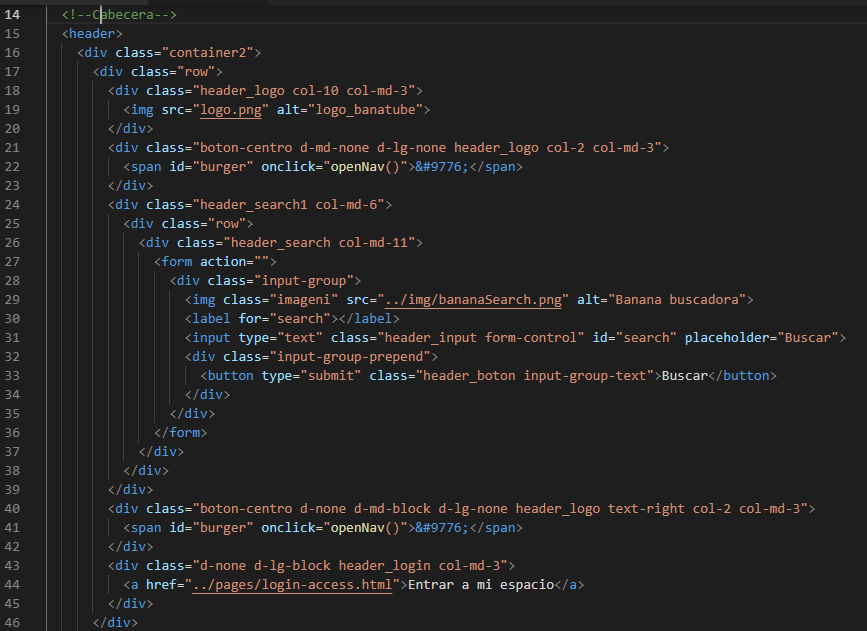 14 <!--Cabecera-->
15 <header>
16 <div class="container2">
17 <div class="row">
18 <div class="header_logo col-10 col-md-3">
19 <img src="logo.png" alt="logo_banatube">
20 </div>
21 <div class="boton-centro d-md-none d-lg-none header_logo col-2 col-md-3">
22 <span id="burger" onclick="openNav()">&#9776;</span>
23 </div>
24 <div class="header_search1 col-md-6">
25 <div class="row">
26 <div class="header_search col-md-11">
27 <form action="">
28 <div class="input-group">
29 <img class="imageni" src="../img/bananaSearch.png" alt="Banana buscadora">
30 <label for="search"></label>
31 <input type="text" class="header_input form-control" id="search" placeholder="Buscar">
32 <div class="input-group-prepend">
33 <button type="submit" class="header_boton input-group-text">Buscar</button>
34 </div>
35 </div>
36 </form>
37 </div>
38 </div>
39 </div>
40 <div class="boton-centro d-none d-md-block d-lg-none header_logo text-right col-2 col-md-3">
41 <span id="burger" onclick="openNav()">&#9776;</span>
42 </div>
43 <div class="d-none d-lg-block header_login col-md-3">
44 <a href="../pages/login-access.html">Entrar a mi espacio</a>
45 </div>
46 </div>